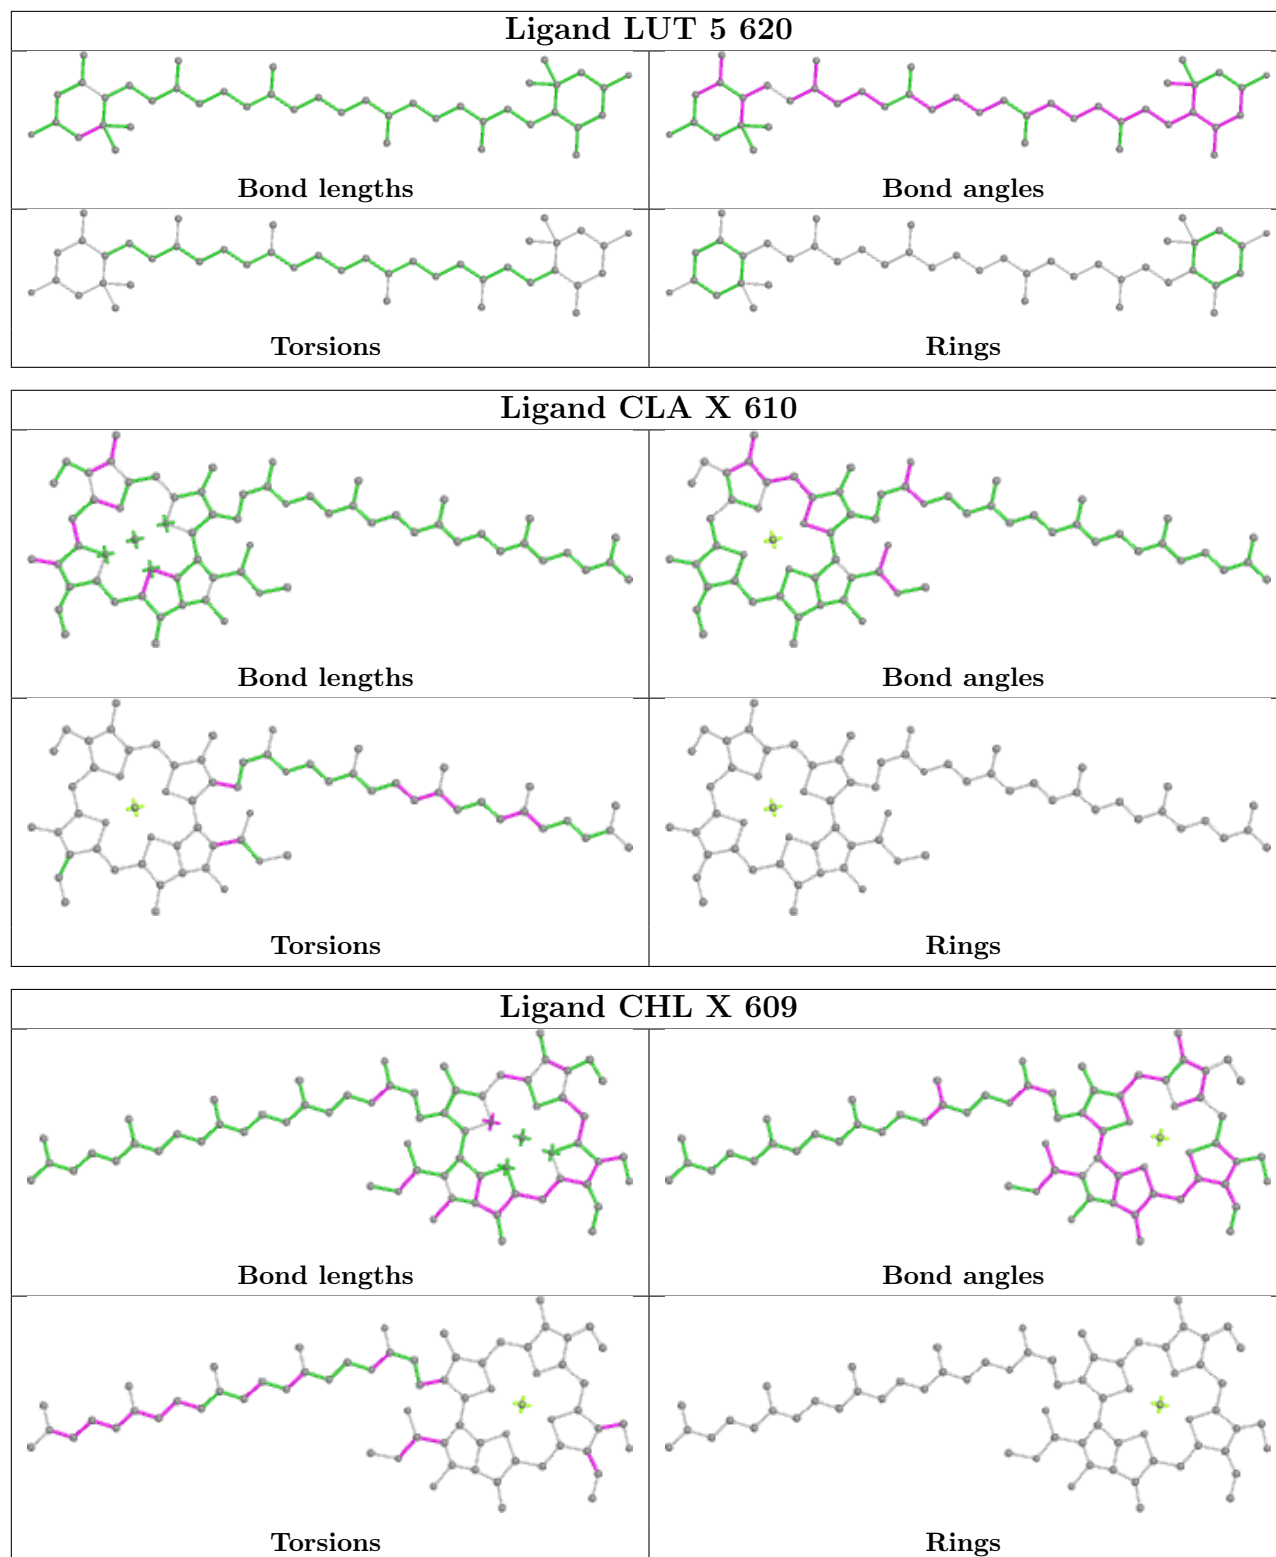 Ligand LUT 5 620
Bond lengths
Bond angles
Torsions
Rings
Ligand CLA X 610
Bond lengths
Bond angles
Torsions
Rings
Ligand CHL X 609
Bond lengths
Bond angles
Torsions
Rings